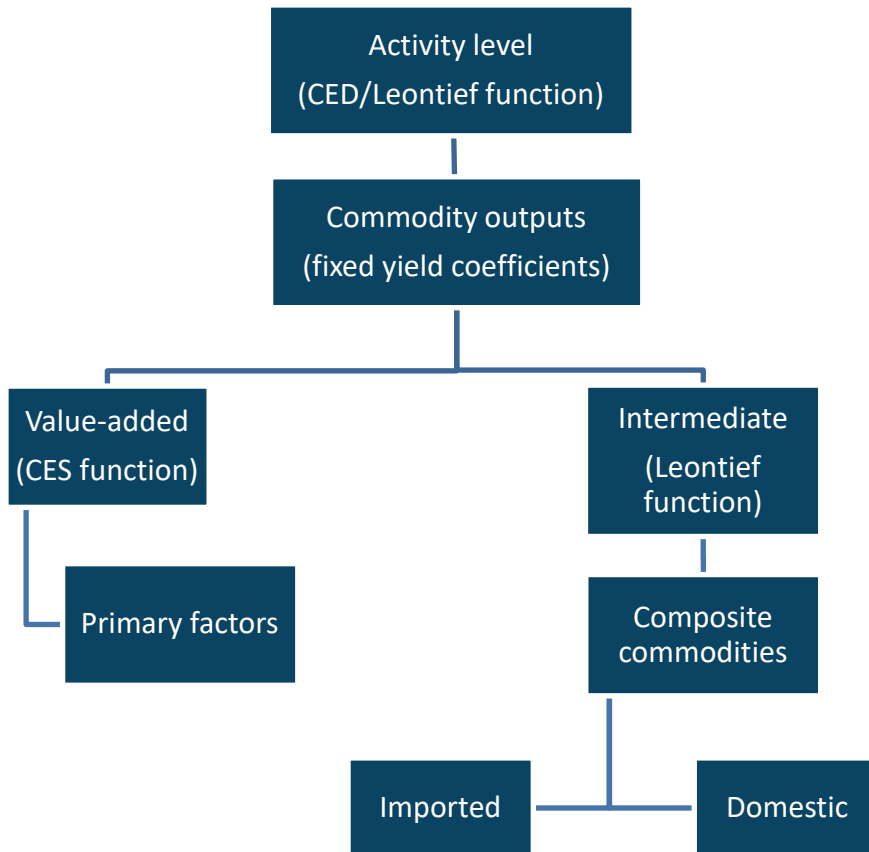 Activity level
(CED/Leontief function)
Commodity outputs
(fixed yield coefficients)
Value-added
(CES function)
Intermediate
(Leontief
function)
Primary factors
Composite
commodities
Imported
Domestic